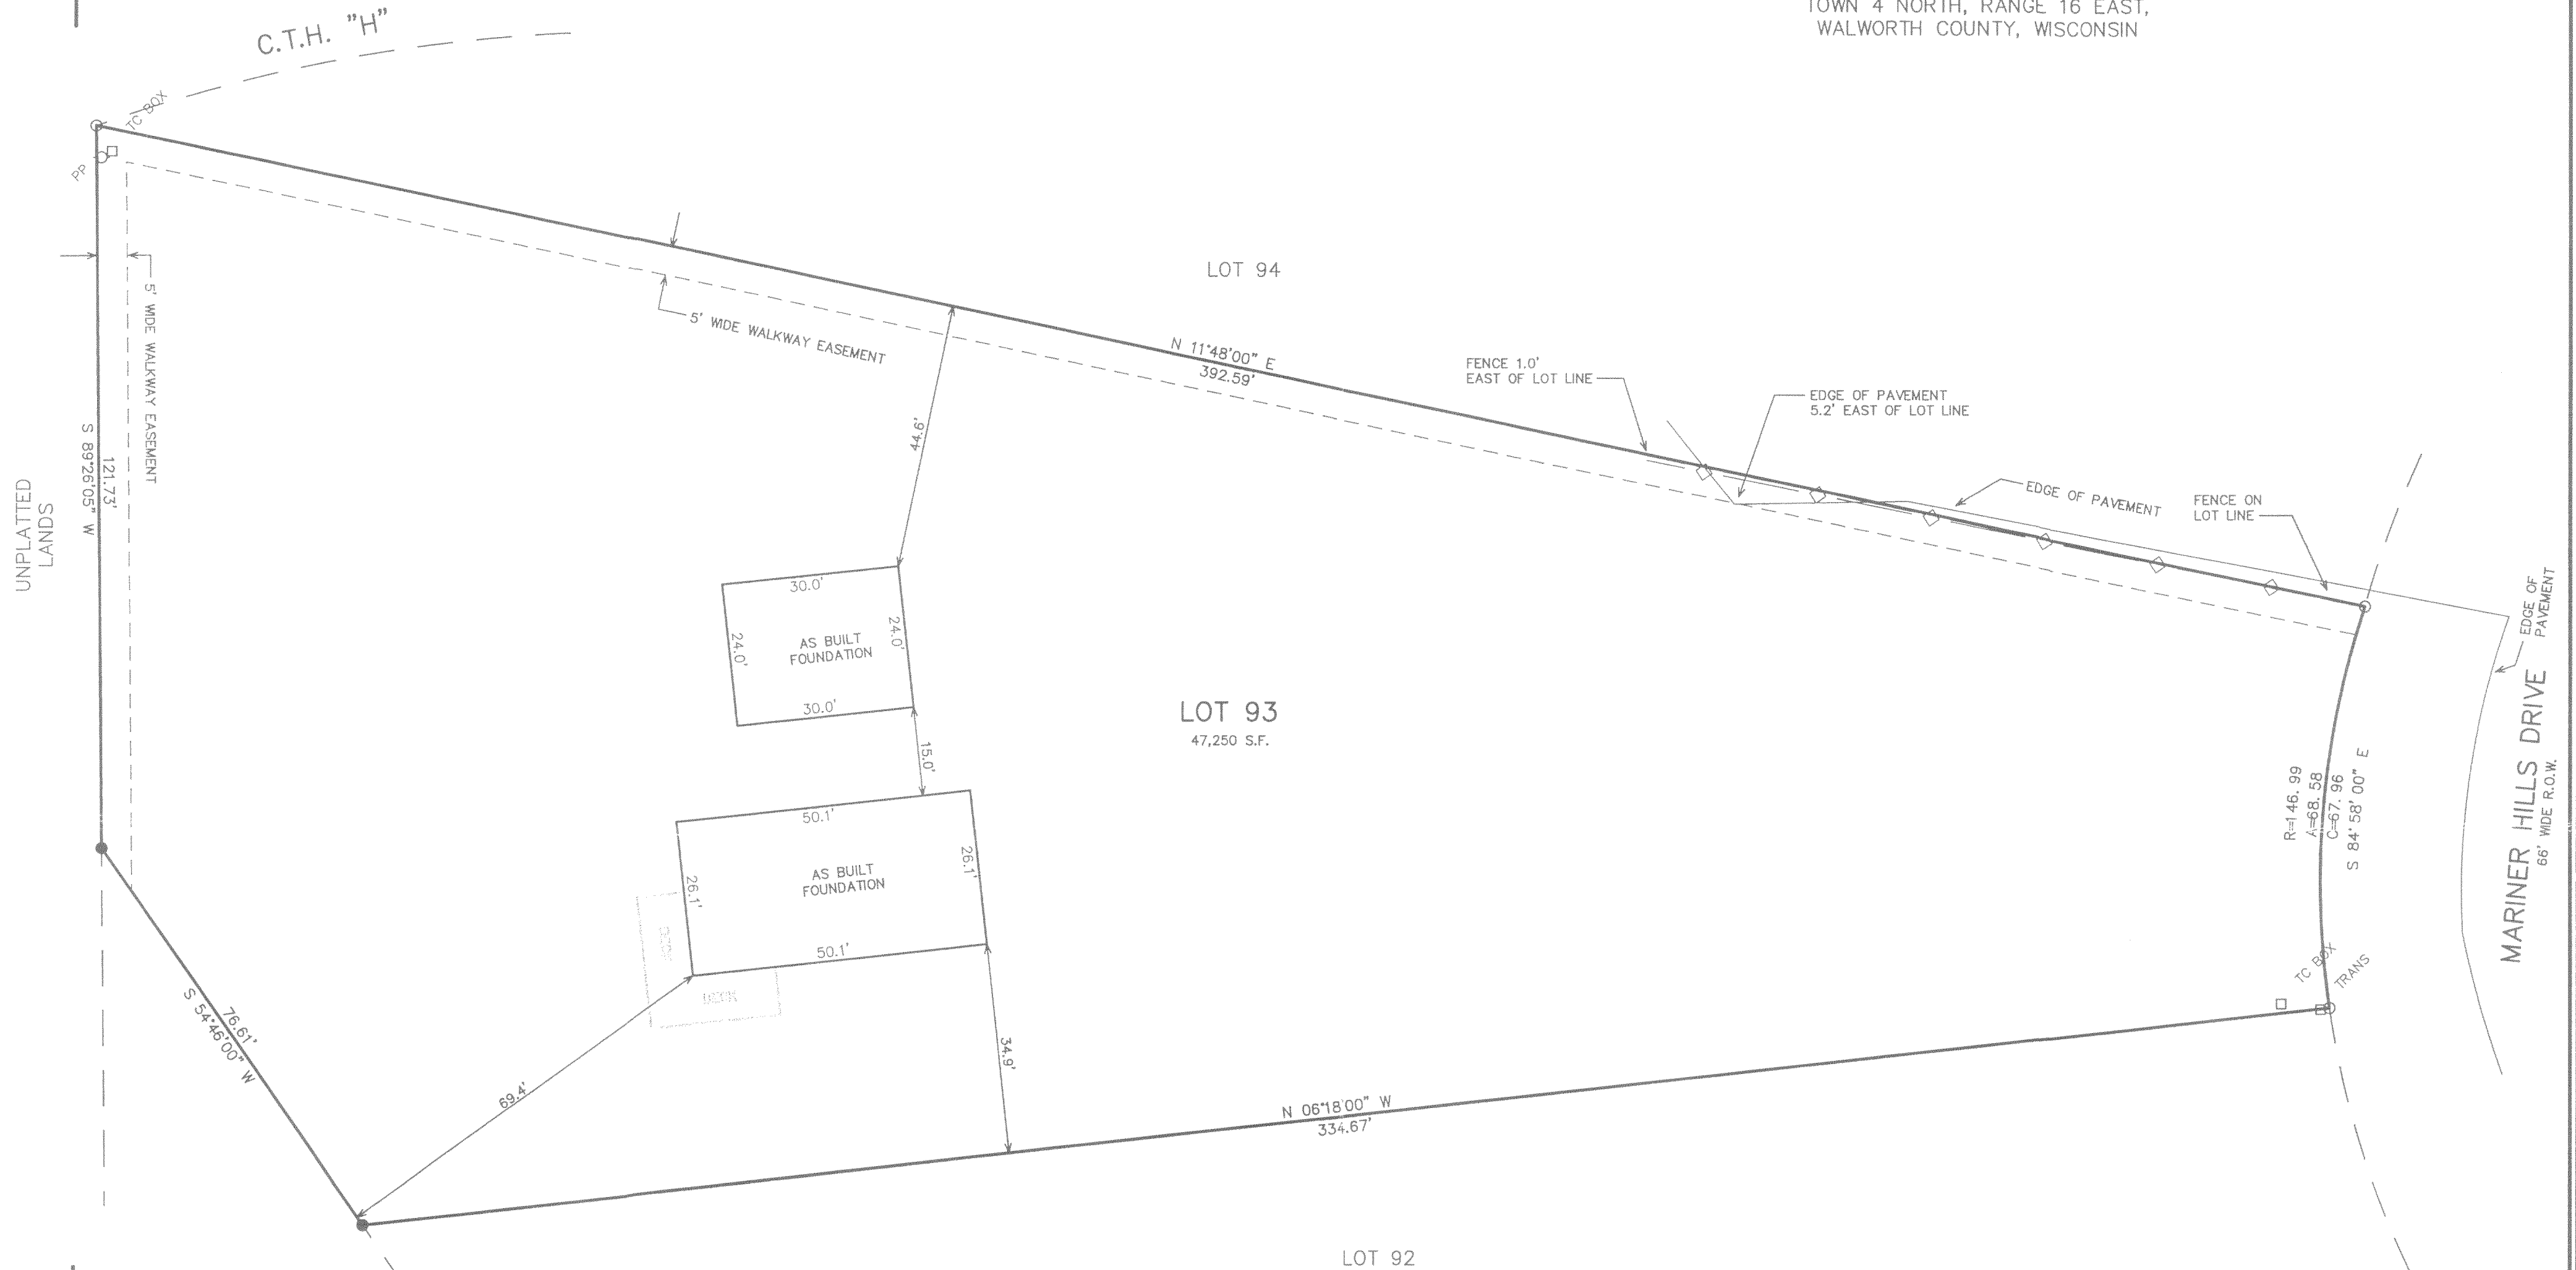 TOWN 4 NORTH, RANGE 16 EAST,
WALWORTH COUNTY, WISCONSIN
C.T.H. "H"
TC BOX
PP
5' WIDE WALKWAY EASEMENT
121.73'
S 89°26'05" W
UNPLATTED
LANDS
LOT 94
5' WIDE WALKWAY EASEMENT
N 11°48'00" E
392.59'
FENCE 1.0'
EAST OF LOT LINE
EDGE OF PAVEMENT
5.2' EAST OF LOT LINE
EDGE OF PAVEMENT
FENCE ON
LOT LINE
EDGE OF
PAVEMENT
44.6'
30.0'
24.0'
AS BUILT
FOUNDATION
24.0'
30.0'
15.0'
LOT 93
47,250 S.F.
50.1'
26.1'
AS BUILT
FOUNDATION
26.1'
50.1'
DECK
DECK
R=146.99
A=68.58
C=67.96
S 84°58'00" E
MARINER HILLS DRIVE
66' WIDE R.O.W.
TC BOX
TRANS
76.61'
S 54°46'00" W
69.4'
34.9'
N 06°18'00" W
334.67'
LOT 92